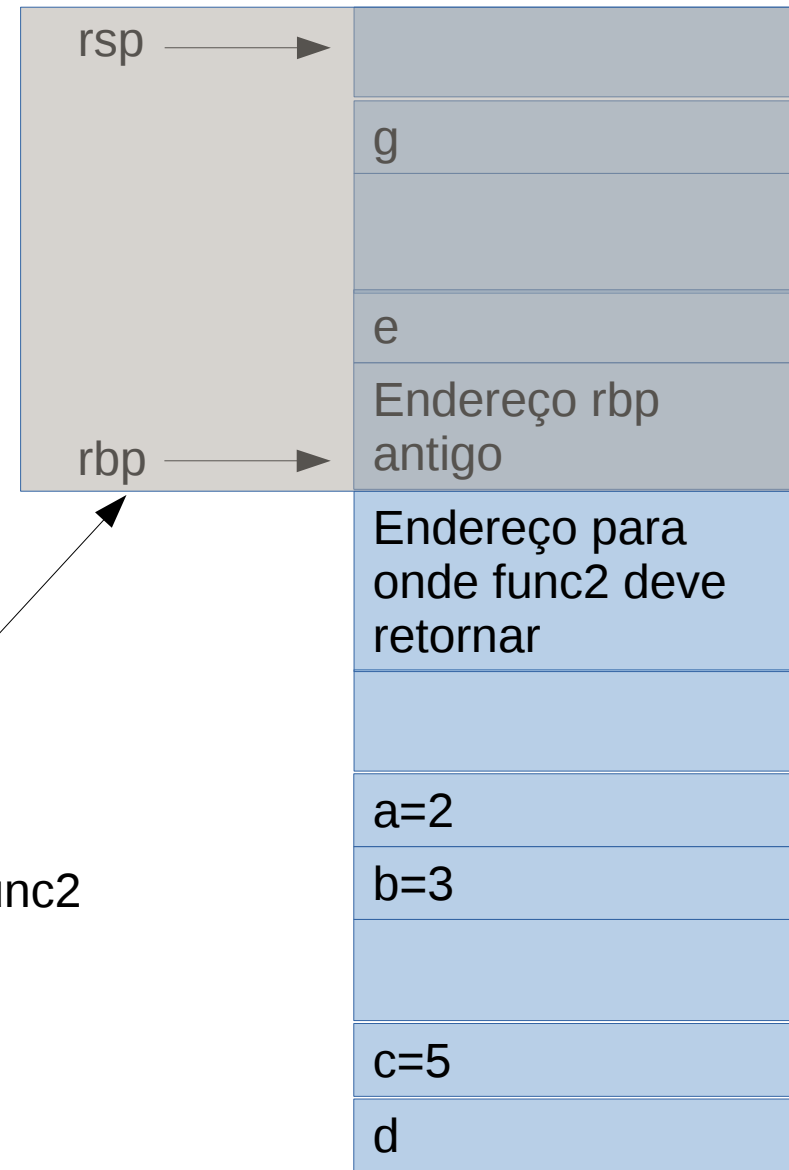 rsp
g
e
Endereço rbp
antigo
rbp
Endereço para
onde func2 deve
retornar
a=2
b=3
c=5
d